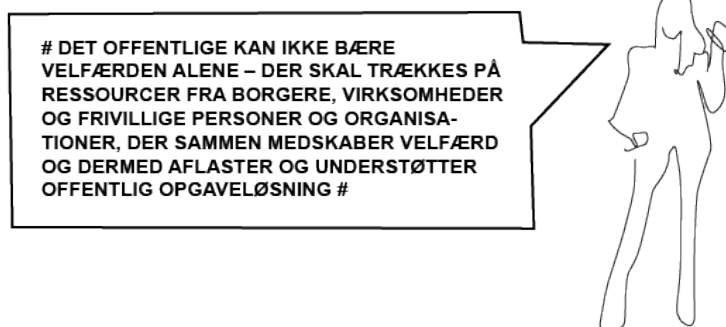 # DET OFFENTLIGE KAN IKKE BÆRE
VELFÆRDEN ALENE – DER SKAL TRÆKKES PÅ
RESSOURCER FRA BORGERE, VIRKSOMHEDER
OG FRIVILLIGE PERSONER OG ORGANISA-
TIONER, DER SAMMEN MEDSKABER VELFÆRD
OG DERMED AFLASTER OG UNDERSTØTTER
OFFENTLIG OPGAVELØSNING #